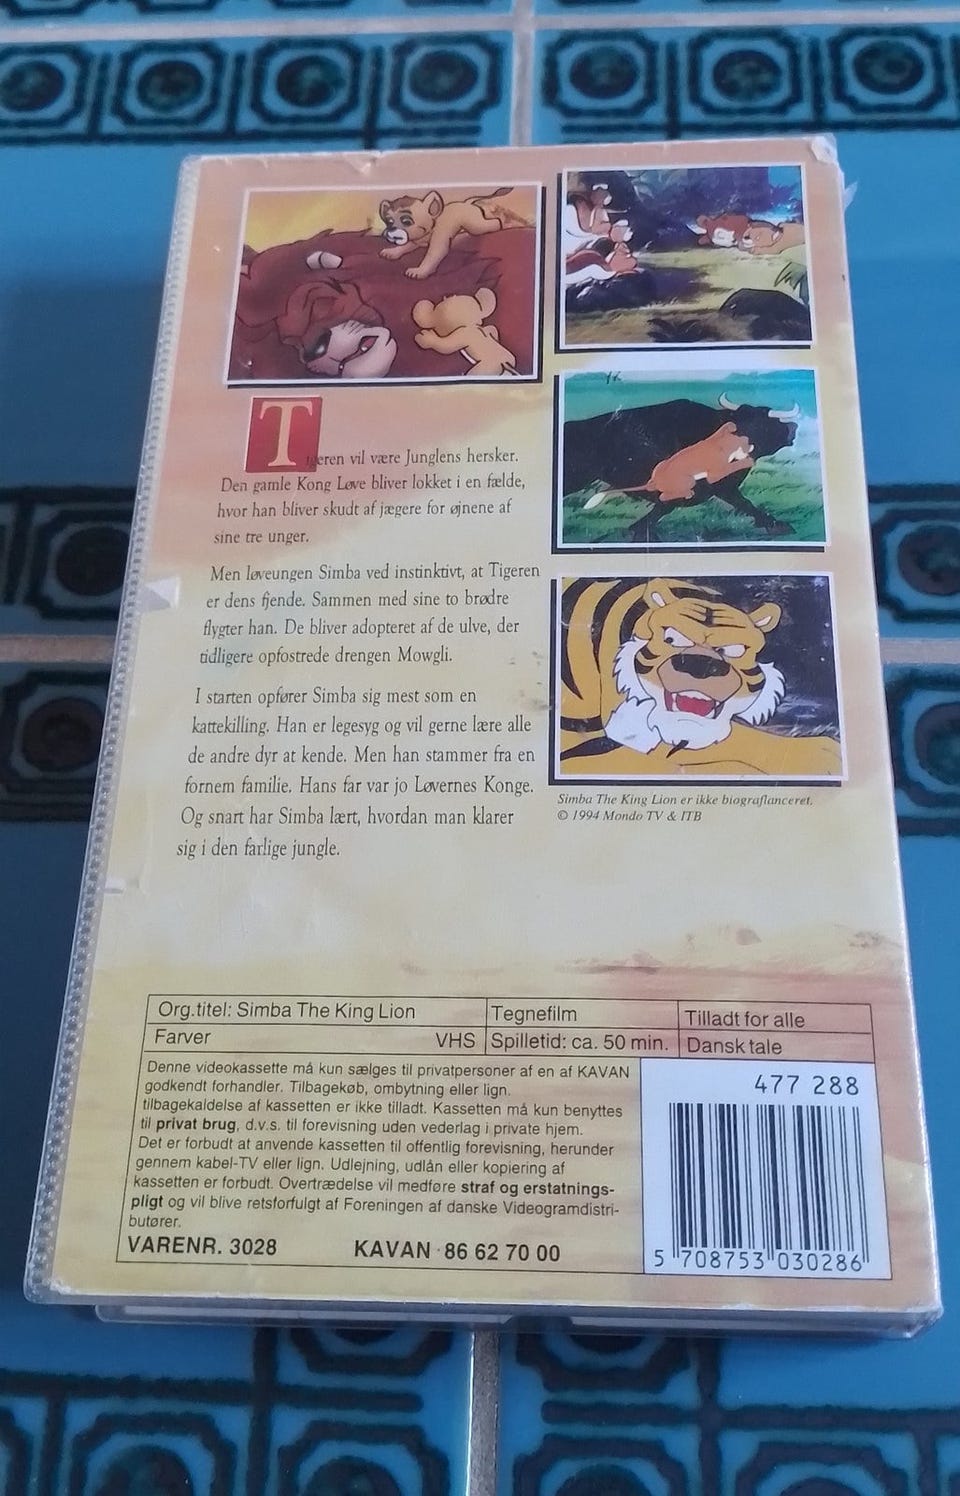 Tigeren vil være Junglens hersker.
Den gamle Kong Løve bliver lokket i en fælde,
hvor han bliver skudt af jægere for øjnene af
sine tre unger.
Men løveungen Simba ved instinktivt, at Tigeren
er dens fjende. Sammen med sine to brødre
flygter han. De bliver adopteret af de ulve, der
tidligere opfostrede drengen Mowgli.
I starten opfører Simba sig mest som en
kattekilling. Han er legesyg og vil gerne lære alle
de andre dyr at kende. Men han stammer fra en
fornem familie. Hans far var jo Løvernes Konge.
Og snart har Simba lært, hvordan man klarer
sig i den farlige jungle.
Simba The King Lion er ikke biograflanceret.
© 1994 Mondo TV & ITB
Org.titel: Simba The King Lion
Tegnefilm
Tilladt for alle
Farver VHS
Spilletid: ca. 50 min.
Dansk tale
Denne videokassette må kun sælges til privatpersoner af en af KAVAN
godkendt forhandler. Tilbagekøb, ombytning eller lign.
tilbagekaldelse af kassetten er ikke tilladt. Kassetten må kun benyttes
til privat brug, d.v.s. til forevisning uden vederlag i private hjem.
Det er forbudt at anvende kassetten til offentlig forevisning, herunder
gennem kabel-TV eller lign. Udlejning, udlån eller kopiering af
kassetten er forbudt. Overtrædelse vil medføre straf og erstatnings-
pligt og vil blive retsforfulgt af Foreningen af danske Videogramdistri-
butører.
VARENR. 3028 KAVAN · 86 62 70 00
477 288
5 708753 030286